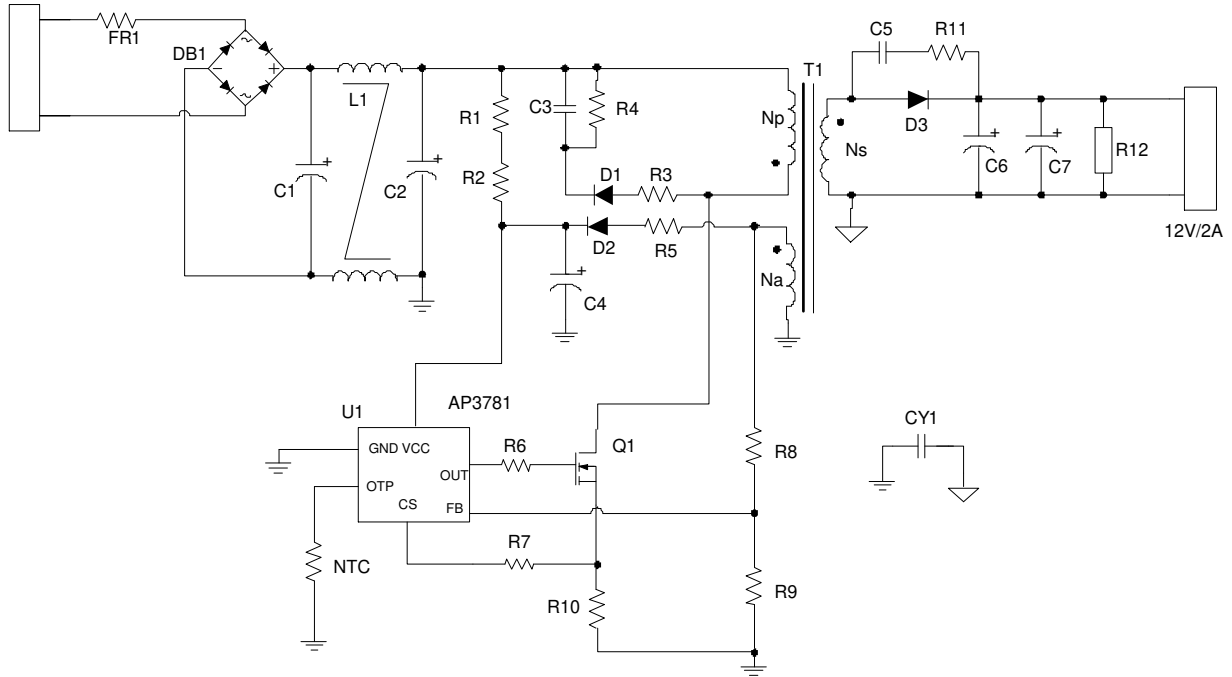 FR1
DB1
~
+
−
~
L1
C1
+
C2
+
R1
R2
C3
R4
D1
R3
D2
R5
C4
+
T1
Np
Ns
Na
C5
R11
D3
C6
+
C7
+
R12
12V/2A
U1
AP3781
GND VCC
OUT
OTP
CS
FB
R6
Q1
R7
R8
R9
R10
NTC
CY1